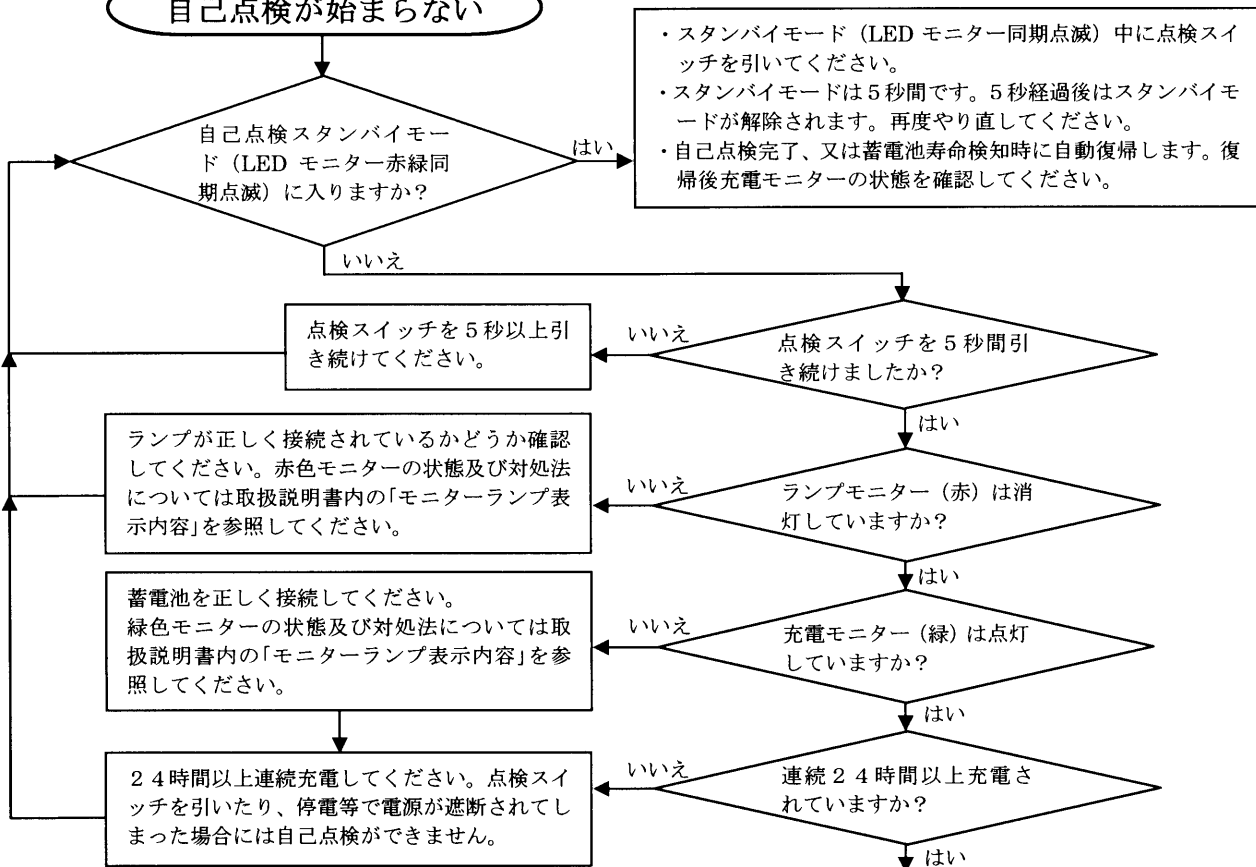 自己点検が始まらない
・スタンバイモード（LED モニター同期点滅）中に点検スイ
ッチを引いてください。
・スタンバイモードは５秒間です。５秒経過後はスタンバイモ
ードが解除されます。再度やり直してください。
・自己点検完了、又は蓄電池寿命検知時に自動復帰します。復
帰後充電モニターの状態を確認してください。
自己点検スタンバイモー
ド（LED モニター赤緑同
期点滅）に入りますか？
はい
いいえ
点検スイッチを５秒以上引
き続けてください。
いいえ
点検スイッチを５秒間引
き続けましたか？
はい
ランプが正しく接続されているかどうか確認
してください。赤色モニターの状態及び対処法
については取扱説明書内の「モニターランプ表
示内容」を参照してください。
いいえ
ランプモニター（赤）は消
灯していますか？
はい
蓄電池を正しく接続してください。
緑色モニターの状態及び対処法については取
扱説明書内の「モニターランプ表示内容」を参
照してください。
いいえ
充電モニター（緑）は点灯
していますか？
はい
２４時間以上連続充電してください。点検スイ
ッチを引いたり、停電等で電源が遮断されてし
まった場合には自己点検ができません。
いいえ
連続２４時間以上充電さ
れていますか？
はい